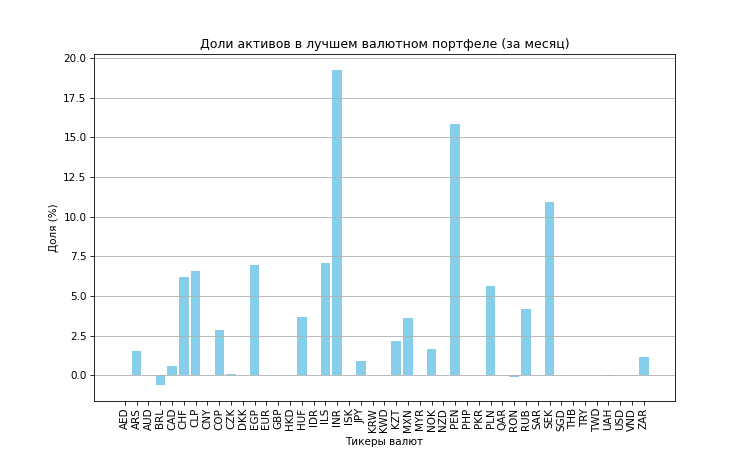 Доли активов в лучшем валютном портфеле (за месяц)
Доля (%)
20.0
17.5
15.0
12.5
10.0
7.5
5.0
2.5
0.0
AED
ARS
AUD
BRL
CAD
CHF
CLP
CNY
COP
CZK
DKK
EGP
EUR
GBP
HKD
HUF
IDR
ILS
INR
ISK
JPY
KRW
KWD
KZT
MXN
MYR
NOK
NZD
PEN
PHP
PKR
PLN
QAR
RON
RUB
SAR
SEK
SGD
THB
TRY
TWD
UAH
USD
VND
ZAR
Тикеры валют